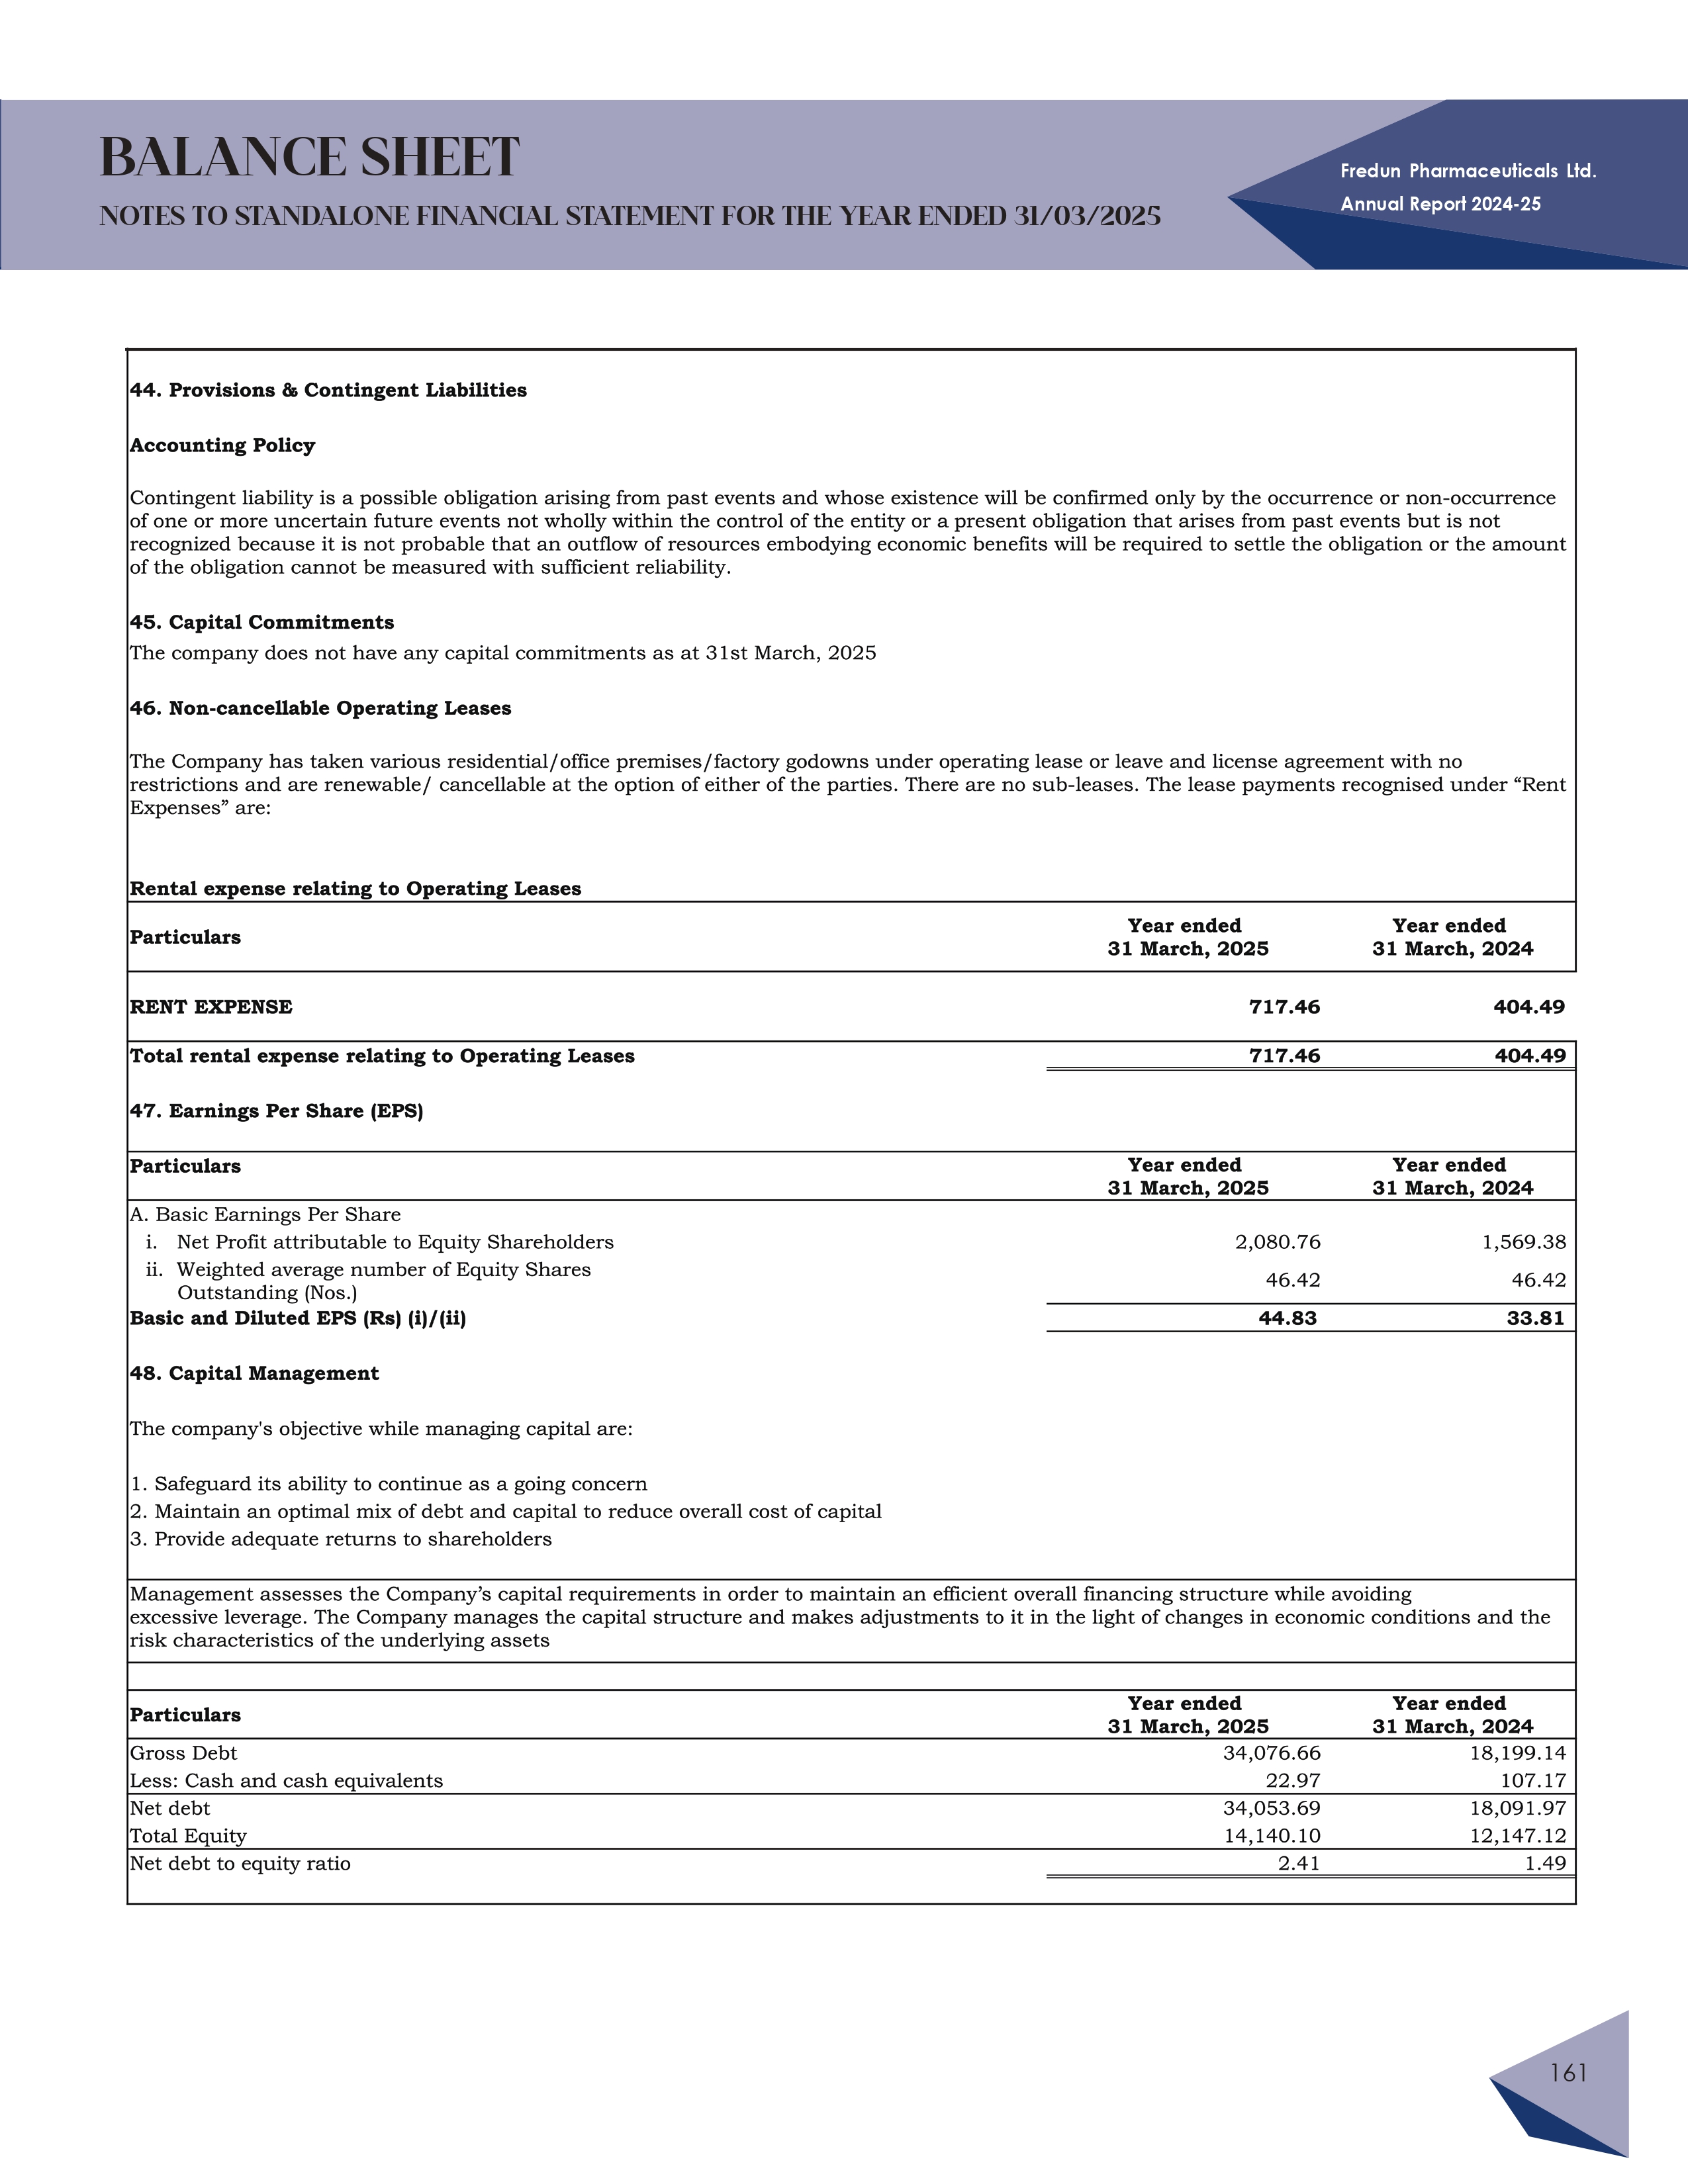 BALANCE SHEET
NOTES TO STANDALONE FINANCIAL STATEMENT FOR THE YEAR ENDED 31/03/2025
Fredun Pharmaceuticals Ltd.
Annual Report 2024-25
44. Provisions & Contingent Liabilities
Accounting Policy
Contingent liability is a possible obligation arising from past events and whose existence will be confirmed only by the occurrence or non-occurrence
of one or more uncertain future events not wholly within the control of the entity or a present obligation that arises from past events but is not
recognized because it is not probable that an outflow of resources embodying economic benefits will be required to settle the obligation or the amount
of the obligation cannot be measured with sufficient reliability.
45. Capital Commitments
The company does not have any capital commitments as at 31st March, 2025
46. Non-cancellable Operating Leases
The Company has taken various residential/office premises/factory godowns under operating lease or leave and license agreement with no
restrictions and are renewable/ cancellable at the option of either of the parties. There are no sub-leases. The lease payments recognised under “Rent
Expenses” are:
Rental expense relating to Operating Leases
Particulars Year ended 31 March, 2025 Year ended 31 March, 2024
RENT EXPENSE 717.46 404.49
Total rental expense relating to Operating Leases 717.46 404.49
47. Earnings Per Share (EPS)
Particulars Year ended 31 March, 2025 Year ended 31 March, 2024
A. Basic Earnings Per Share
i. Net Profit attributable to Equity Shareholders 2,080.76 1,569.38
ii. Weighted average number of Equity Shares
Outstanding (Nos.) 46.42 46.42
Basic and Diluted EPS (Rs) (i)/(ii) 44.83 33.81
48. Capital Management
The company's objective while managing capital are:
1. Safeguard its ability to continue as a going concern
2. Maintain an optimal mix of debt and capital to reduce overall cost of capital
3. Provide adequate returns to shareholders
Management assesses the Company’s capital requirements in order to maintain an efficient overall financing structure while avoiding
excessive leverage. The Company manages the capital structure and makes adjustments to it in the light of changes in economic conditions and the
risk characteristics of the underlying assets
Particulars Year ended 31 March, 2025 Year ended 31 March, 2024
Gross Debt 34,076.66 18,199.14
Less: Cash and cash equivalents 22.97 107.17
Net debt 34,053.69 18,091.97
Total Equity 14,140.10 12,147.12
Net debt to equity ratio 2.41 1.49
161